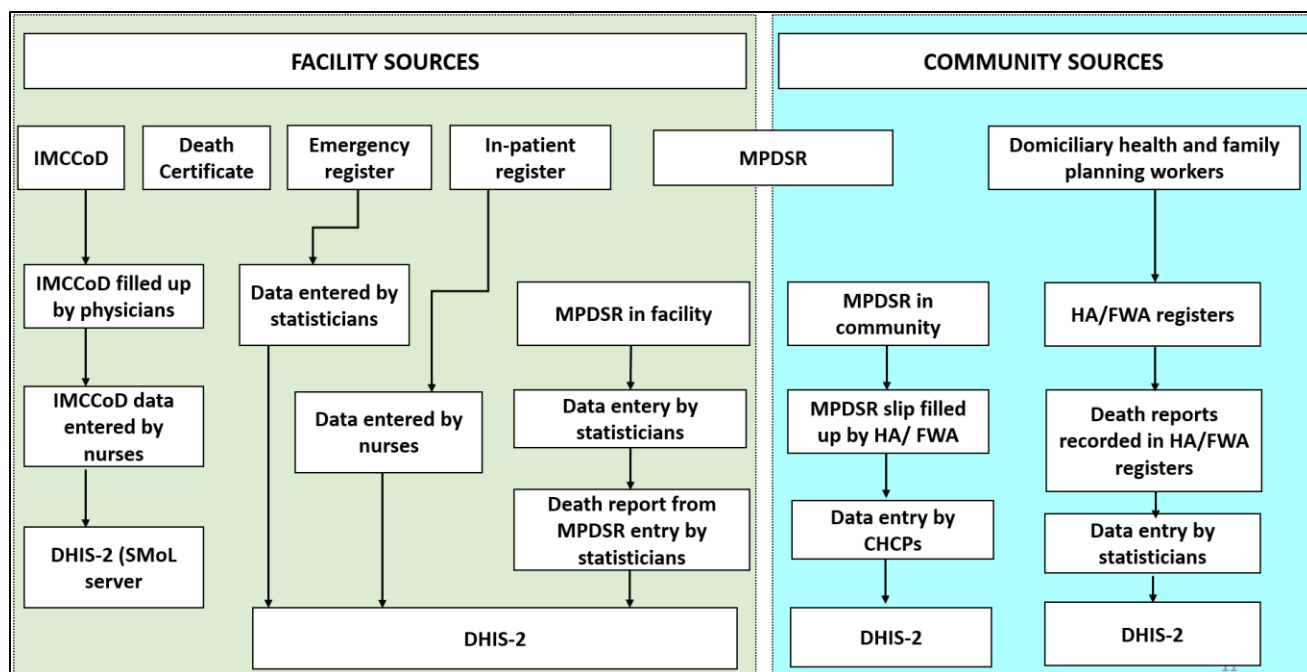 FACILITY SOURCES
COMMUNITY SOURCES
IMCCoD
Death
Certificate
Emergency
register
In-patient
register
MPDSR
Domiciliary health and family
planning workers
IMCCoD filled up
by physicians
Data entered by
statisticians
MPDSR in facility
MPDSR in
community
HA/FWA registers
IMCCoD data
entered by
nurses
Data entered by
nurses
Data entery by
statisticians
MPDSR slip filled
up by HA/ FWA
Death reports
recorded in HA/FWA
registers
DHIS-2 (SMoL
server
Death report from
MPDSR entry by
statisticians
Data entry by
CHCPs
Data entry by
statisticians
DHIS-2
DHIS-2
DHIS-2
11